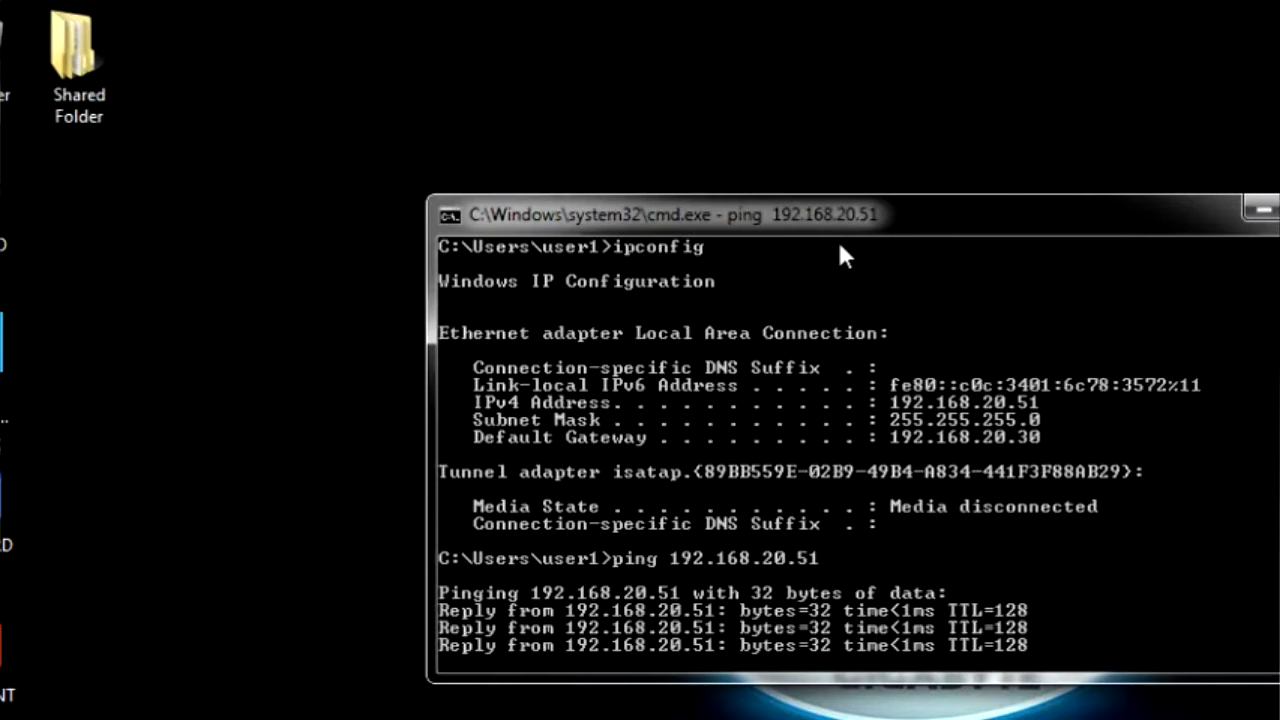 er
Shared
Folder
C:\Windows\system32\cmd.exe - ping  192.168.20.51
C:\Users\user1>ipconfig
Windows IP Configuration
Ethernet adapter Local Area Connection:
Connection-specific DNS Suffix  . :
Link-local IPv6 Address . . . . . : fe80::c0c:3401:6c78:3572%11
IPv4 Address. . . . . . . . . . . : 192.168.20.51
Subnet Mask . . . . . . . . . . . : 255.255.255.0
Default Gateway . . . . . . . . . : 192.168.20.30
Tunnel adapter isatap.{89BB559E-02B9-49B4-A834-441F3F88AB29}:
Media State . . . . . . . . . . . : Media disconnected
Connection-specific DNS Suffix  . :
C:\Users\user1>ping 192.168.20.51
Pinging 192.168.20.51 with 32 bytes of data:
Reply from 192.168.20.51: bytes=32 time<1ms TTL=128
Reply from 192.168.20.51: bytes=32 time<1ms TTL=128
Reply from 192.168.20.51: bytes=32 time<1ms TTL=128
NT